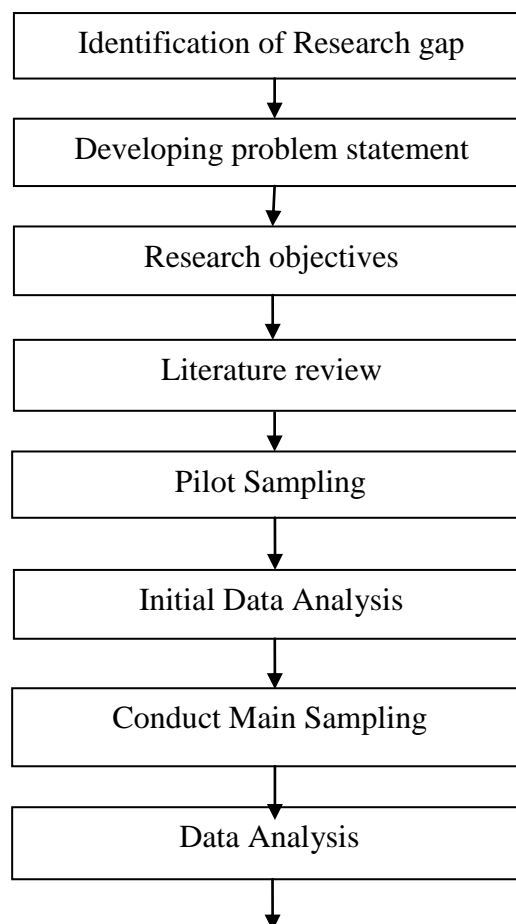 Identification of Research gap
Developing problem statement
Research objectives
Literature review
Pilot Sampling
Initial Data Analysis
Conduct Main Sampling
Data Analysis